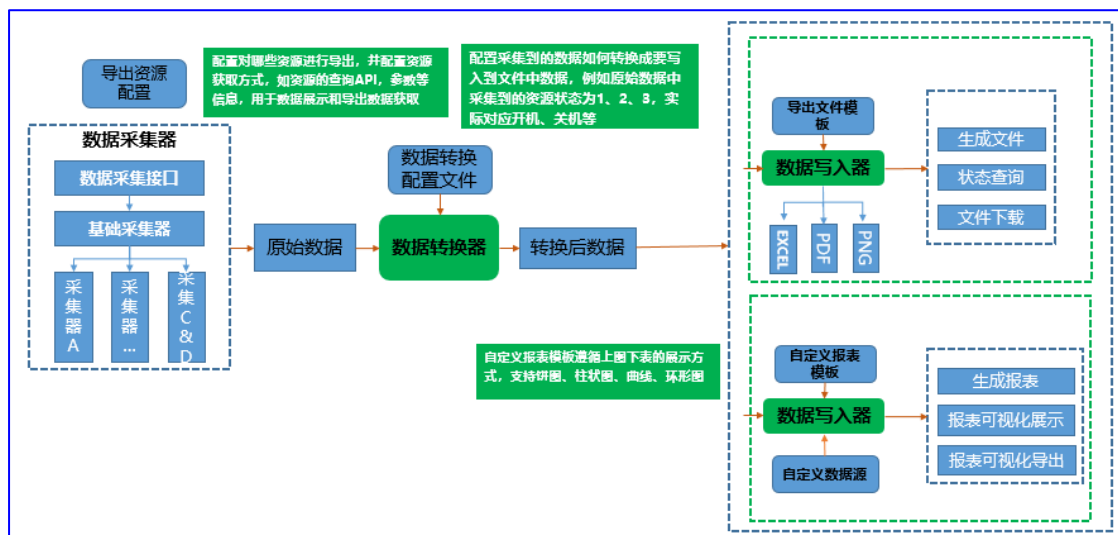 导出资源
配置
配置对哪些资源进行导出，并配置资源
获取方式，如资源的查询API，参数等
信息，用于数据展示和导出数据获取
配置采集到的数据如何转换成要写
入到文件中数据，例如原始数据中
采集到的资源状态为1、2、3，实
际对应开机、关机等
数据采集器
数据采集接口
基础采集器
采集器A
采集器...
采集C&D
原始数据
数据转换
配置文件
数据转换器
转换后数据
导出文件模
板
数据写入器
EXCEL
PDF
PNG
生成文件
状态查询
文件下载
自定义报表模板遵循上图下表的展示方
式，支持饼图、柱状图、曲线、环形图
自定义报表
模板
数据写入器
自定义数据源
生成报表
报表可视化展示
报表可视化导出